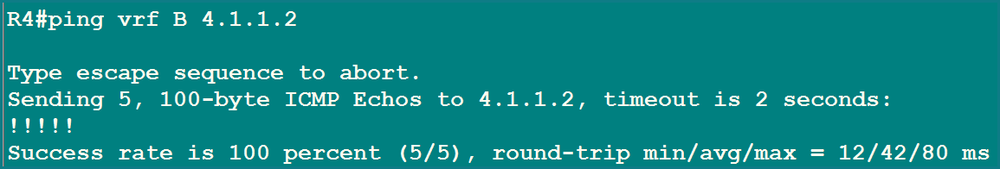 R4#ping vrf B 4.1.1.2
Type escape sequence to abort.
Sending 5, 100-byte ICMP Echos to 4.1.1.2, timeout is 2 seconds:
!!!!!
Success rate is 100 percent (5/5), round-trip min/avg/max = 12/42/80 ms